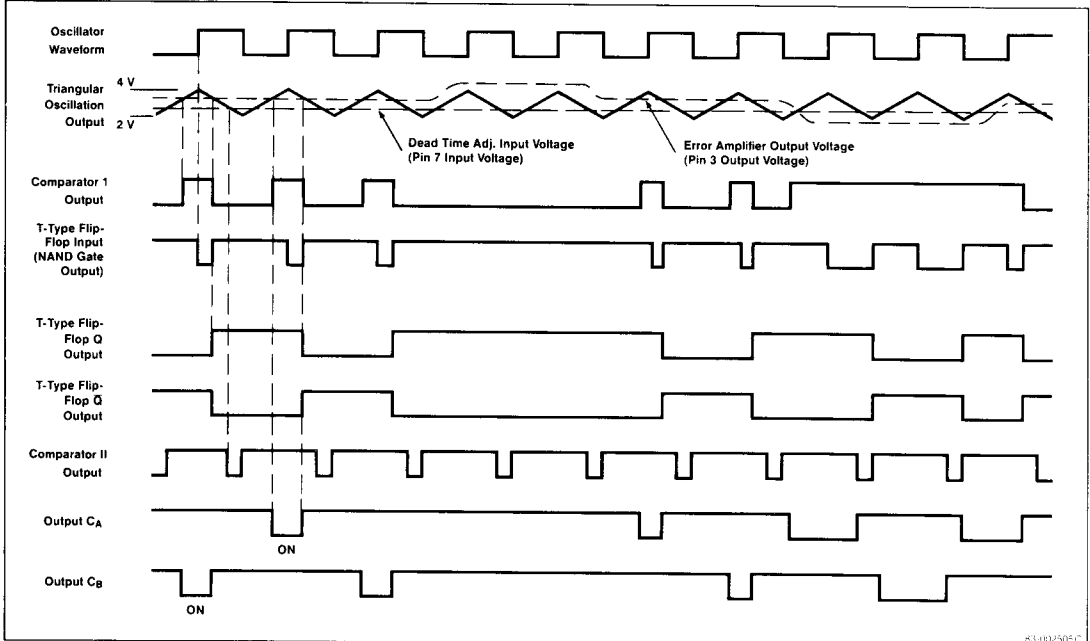 Oscillator
Waveform
4 V
Triangular
Oscillation
Output
2 V
Dead Time Adj. Input Voltage
(Pin 7 Input Voltage)
Error Amplifier Output Voltage
(Pin 3 Output Voltage)
Comparator 1
Output
T-Type Flip-
Flop Input
(NAND Gate
Output)
T-Type Flip-
Flop Q
Output
T-Type Flip-
Flop Q̅
Output
Comparator II
Output
Output CA
ON
Output CB
ON
83-002505C